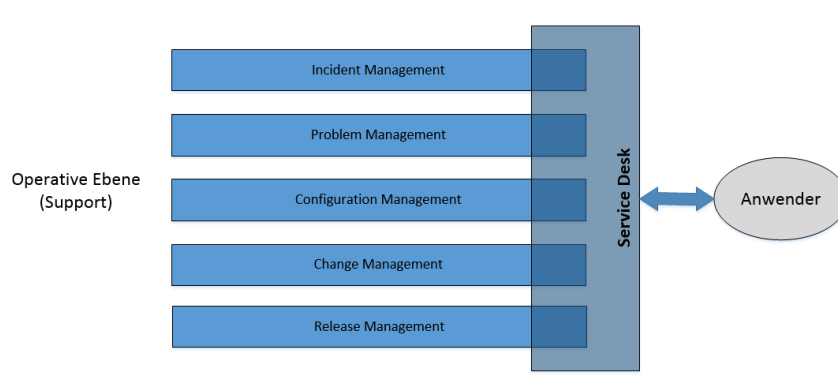 Incident Management
Problem Management
Operative Ebene
(Support)
Configuration Management
Change Management
Release Management
Service Desk
Anwender